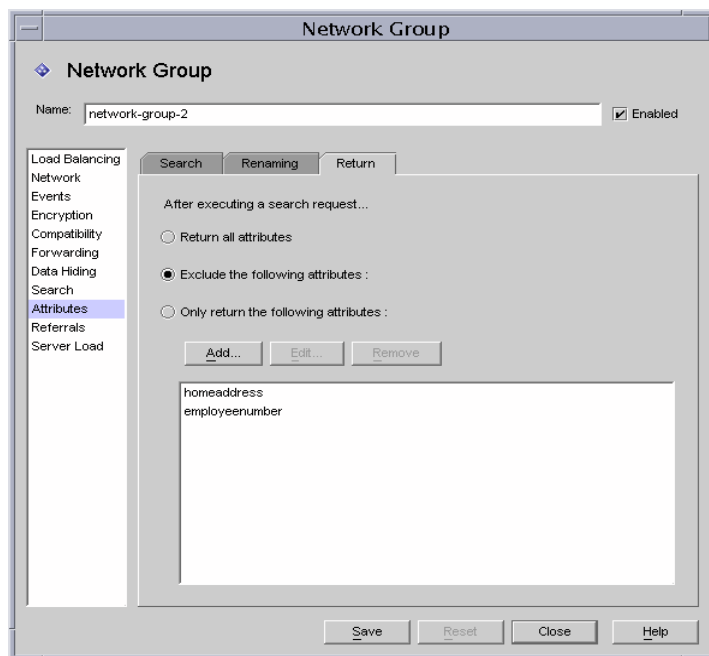 Network Group
Network Group
Name: network-group-2 Enabled
Load Balancing
Network
Events
Encryption
Compatibility
Forwarding
Data Hiding
Search
Attributes
Referrals
Server Load
Search Renaming Return
After executing a search request...
Return all attributes
Exclude the following attributes :
Only return the following attributes :
Add... Edit... Remove
homeaddress
employeenumber
Save Reset Close Help